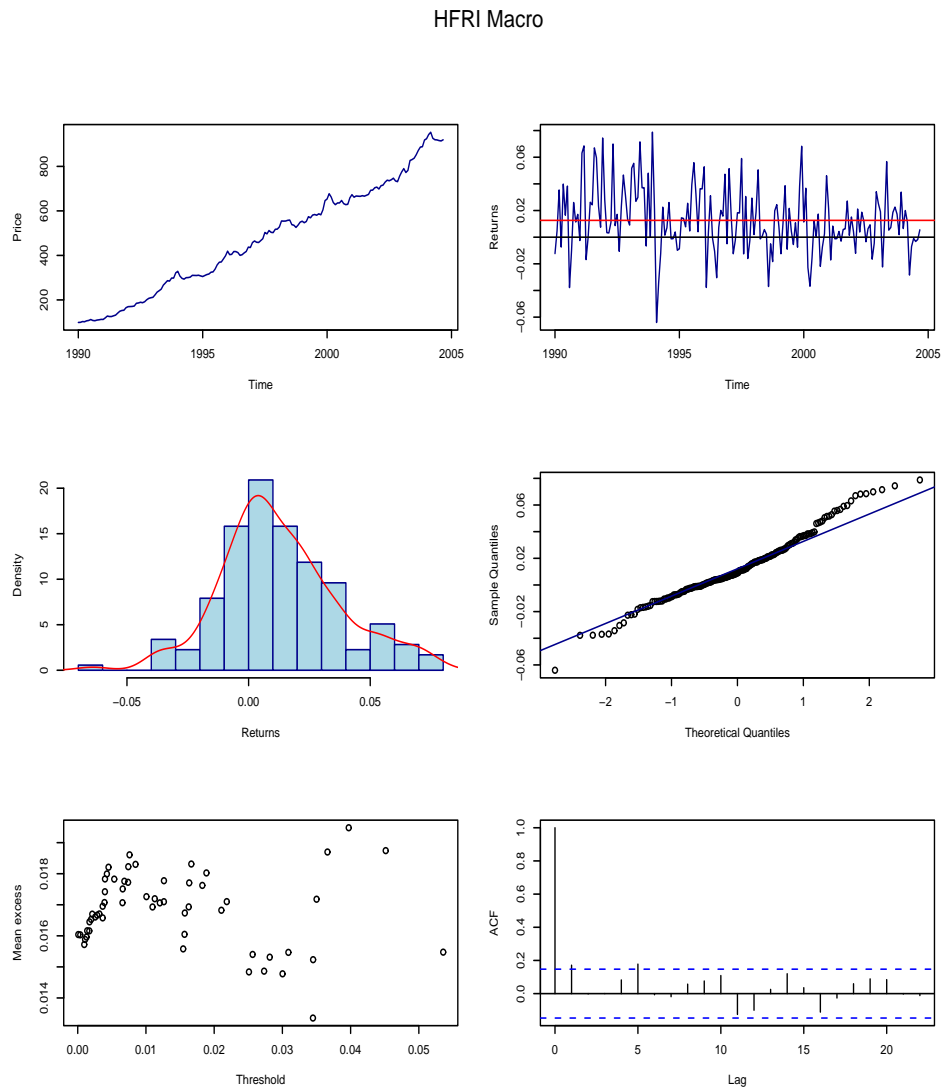 HFRI Macro
Price
200 400 600 800
1990 1995 2000 2005
Time
Returns
−0.06 −0.02 0.02 0.06
1990 1995 2000 2005
Time
Density
0 5 10 15 20
−0.05 0.00 0.05
Returns
Sample Quantiles
−0.06 −0.02 0.02 0.06
−2 −1 0 1 2
Theoretical Quantiles
Mean excess
0.014 0.016 0.018
0.00 0.01 0.02 0.03 0.04 0.05
Threshold
ACF
0.0 0.2 0.4 0.6 0.8 1.0
0 5 10 15 20
Lag